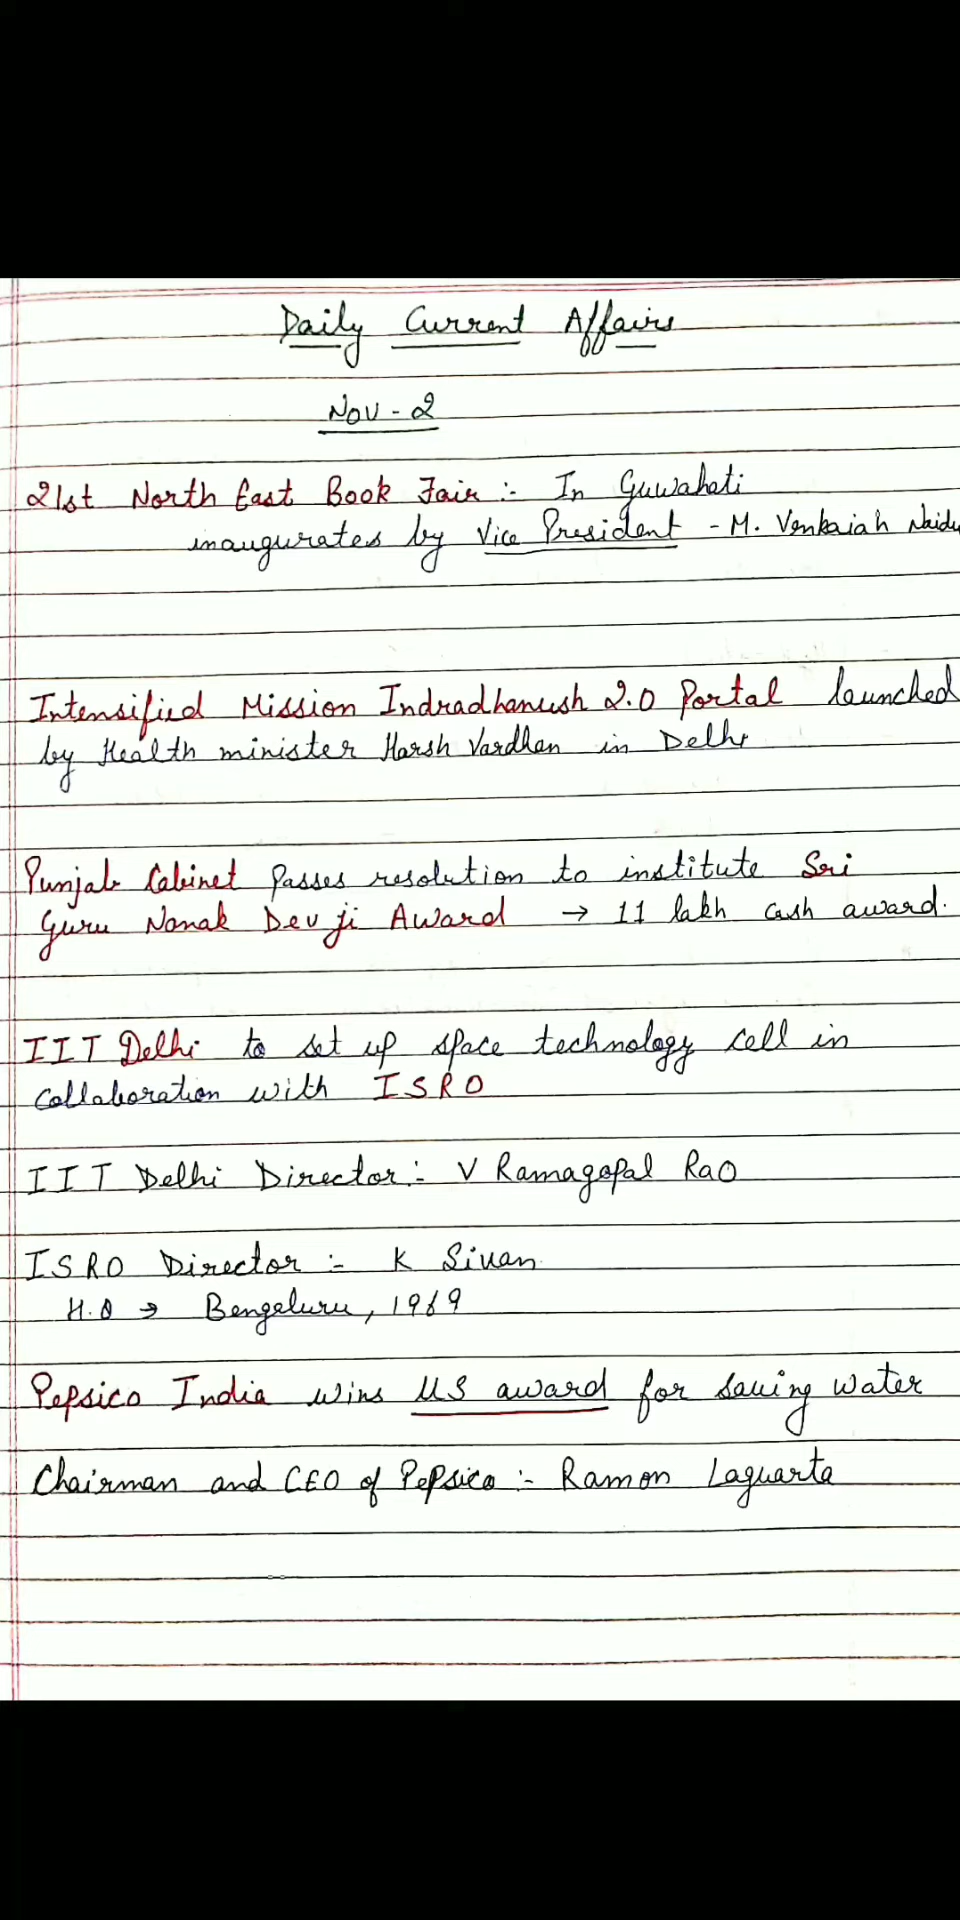 Daily Current Affairs
Nov - 2
21st North East Book Fair :- In Guwahati
inaugurates by Vice President - M. Venkaiah Naidu
Intensified Mission Indradhanush 2.0 Portal launched
by Health minister Harsh Vardhan in Delhi
Punjab Cabinet Passes resolution to institute Sri
Guru Nanak Dev ji Award → 11 lakh cash award.
IIT Delhi to set up space technology cell in
collaboration with ISRO
IIT Delhi Director :- V Ramagopal Rao
ISRO Director :- K Sivan
H.Q → Bengaluru, 1969
Pepsico India wins US award for saving water
Chairman and CEO of Pepsico :- Ramon Laguarta